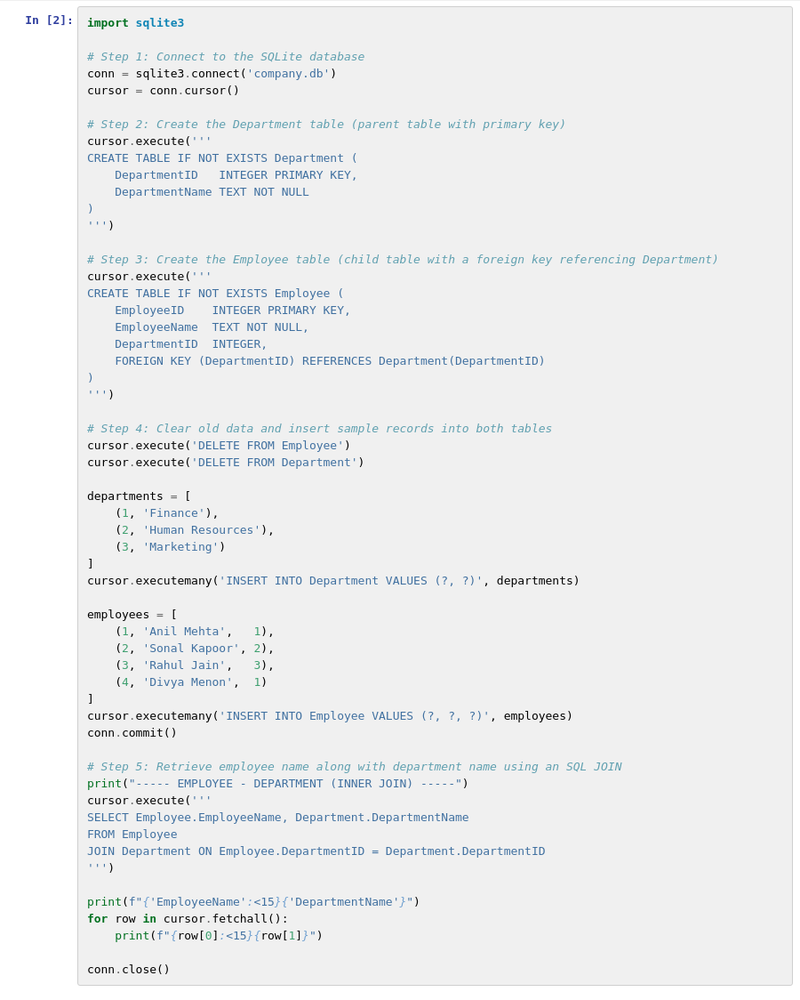 In [2]:
import sqlite3

# Step 1: Connect to the SQLite database
conn = sqlite3.connect('company.db')
cursor = conn.cursor()

# Step 2: Create the Department table (parent table with primary key)
cursor.execute('''
CREATE TABLE IF NOT EXISTS Department (
    DepartmentID   INTEGER PRIMARY KEY,
    DepartmentName TEXT NOT NULL
)
''')

# Step 3: Create the Employee table (child table with a foreign key referencing Department)
cursor.execute('''
CREATE TABLE IF NOT EXISTS Employee (
    EmployeeID    INTEGER PRIMARY KEY,
    EmployeeName  TEXT NOT NULL,
    DepartmentID  INTEGER,
    FOREIGN KEY (DepartmentID) REFERENCES Department(DepartmentID)
)
''')

# Step 4: Clear old data and insert sample records into both tables
cursor.execute('DELETE FROM Employee')
cursor.execute('DELETE FROM Department')

departments = [
    (1, 'Finance'),
    (2, 'Human Resources'),
    (3, 'Marketing')
]
cursor.executemany('INSERT INTO Department VALUES (?, ?)', departments)

employees = [
    (1, 'Anil Mehta',   1),
    (2, 'Sonal Kapoor', 2),
    (3, 'Rahul Jain',   3),
    (4, 'Divya Menon',  1)
]
cursor.executemany('INSERT INTO Employee VALUES (?, ?, ?)', employees)
conn.commit()

# Step 5: Retrieve employee name along with department name using an SQL JOIN
print("----- EMPLOYEE - DEPARTMENT (INNER JOIN) -----")
cursor.execute('''
SELECT Employee.EmployeeName, Department.DepartmentName
FROM Employee
JOIN Department ON Employee.DepartmentID = Department.DepartmentID
''')

print(f"{'EmployeeName':<15}{'DepartmentName'}")
for row in cursor.fetchall():
    print(f"{row[0]:<15}{row[1]}")

conn.close()